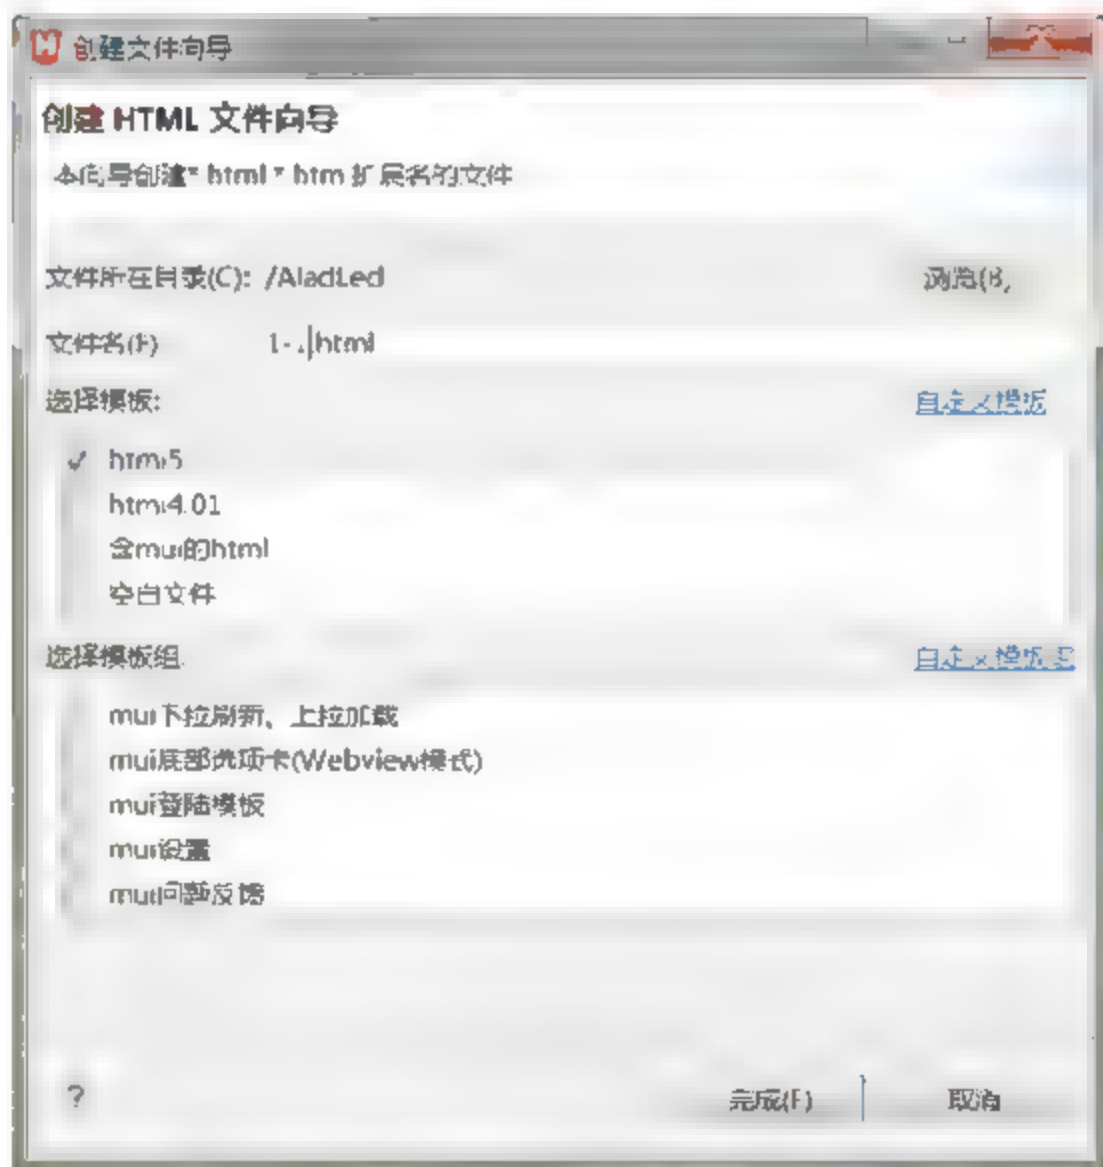 创建文件向导
创建 HTML 文件向导
本向导创建* html * htm 扩展名的文件
文件所在目录(C): /AladLed 浏览(B)
文件名(F) .html
选择模板: 自定义模板
html5
html4.01
含mui的html
空白文件
选择模板组 自定义模板组
mui下拉刷新、上拉加载
mui底部选项卡(Webview模式)
mui登陆模板
mui设置
mui问题反馈
? 完成(F) 取消